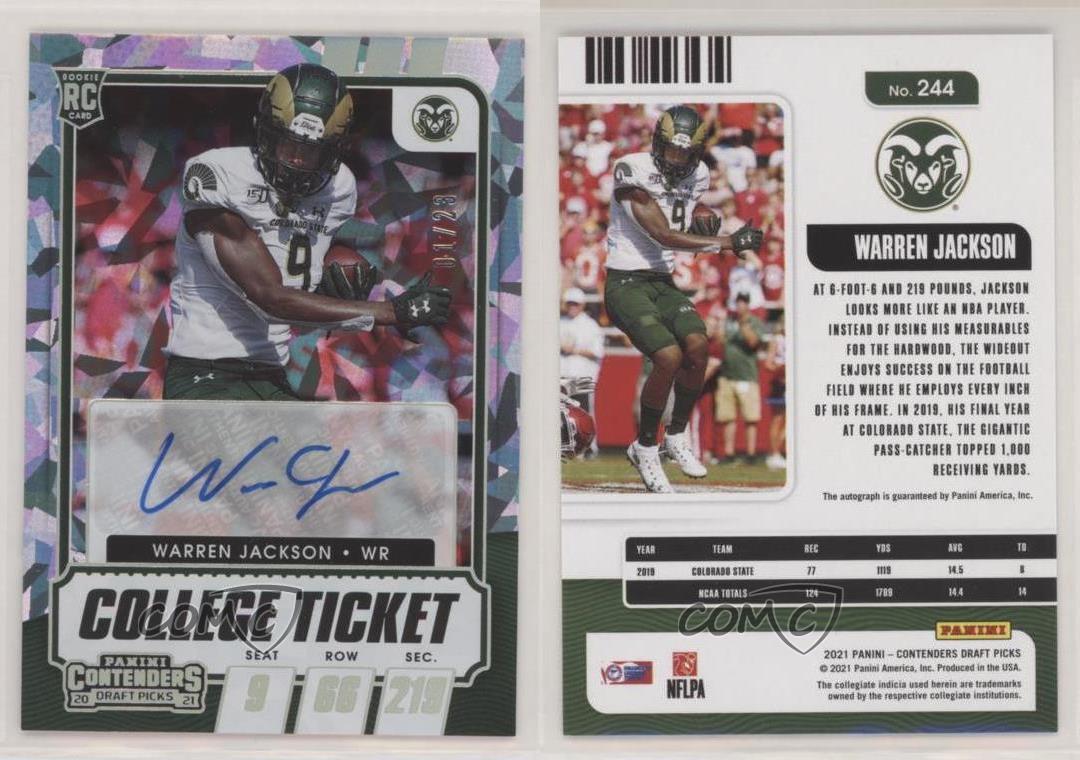 ROOKIE
RC
CARD
150
COLORADO STATE
9
01/23
WARREN JACKSON • WR
COLLEGE TICKET
COMC
SEAT ROW SEC.
9 66 219
PANINI
CONTENDERS
DRAFT PICKS
20 21
No. 244
9
WARREN JACKSON
AT 6-FOOT-6 AND 219 POUNDS, JACKSON
LOOKS MORE LIKE AN NBA PLAYER.
INSTEAD OF USING HIS MEASURABLES
FOR THE HARDWOOD, THE WIDEOUT
ENJOYS SUCCESS ON THE FOOTBALL
FIELD WHERE HE EMPLOYS EVERY INCH
OF HIS FRAME. IN 2019, HIS FINAL YEAR
AT COLORADO STATE, THE GIGANTIC
PASS-CATCHER TOPPED 1,000
RECEIVING YARDS.
The autograph is guaranteed by Panini America, Inc.
YEAR TEAM REC YDS AVG TD
2019 COLORADO STATE 77 1119 14.5 8
NCAA TOTALS 124 1789 14.4 14
COMC
PANINI
2021 PANINI – CONTENDERS DRAFT PICKS
© 2021 Panini America, Inc. Produced in the USA.
The collegiate indicia used herein are trademarks
owned by the respective collegiate institutions.
NFLPA